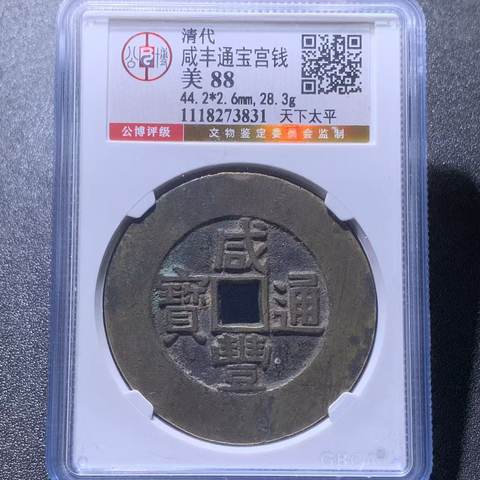 公博
清代
咸丰通宝宫钱
美 88
44.2*2.6mm,28.3g
1118273831 天下太平
公博评级
文物鉴定委员会监制
咸豐通寶